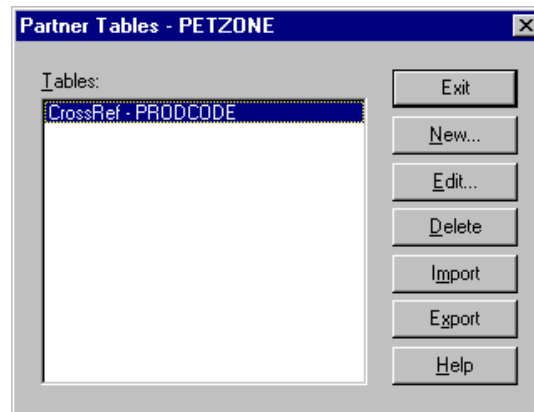 Partner Tables - PETZONE
Tables:
CrossRef - PRODCODE
Exit
New...
Edit...
Delete
Import
Export
Help